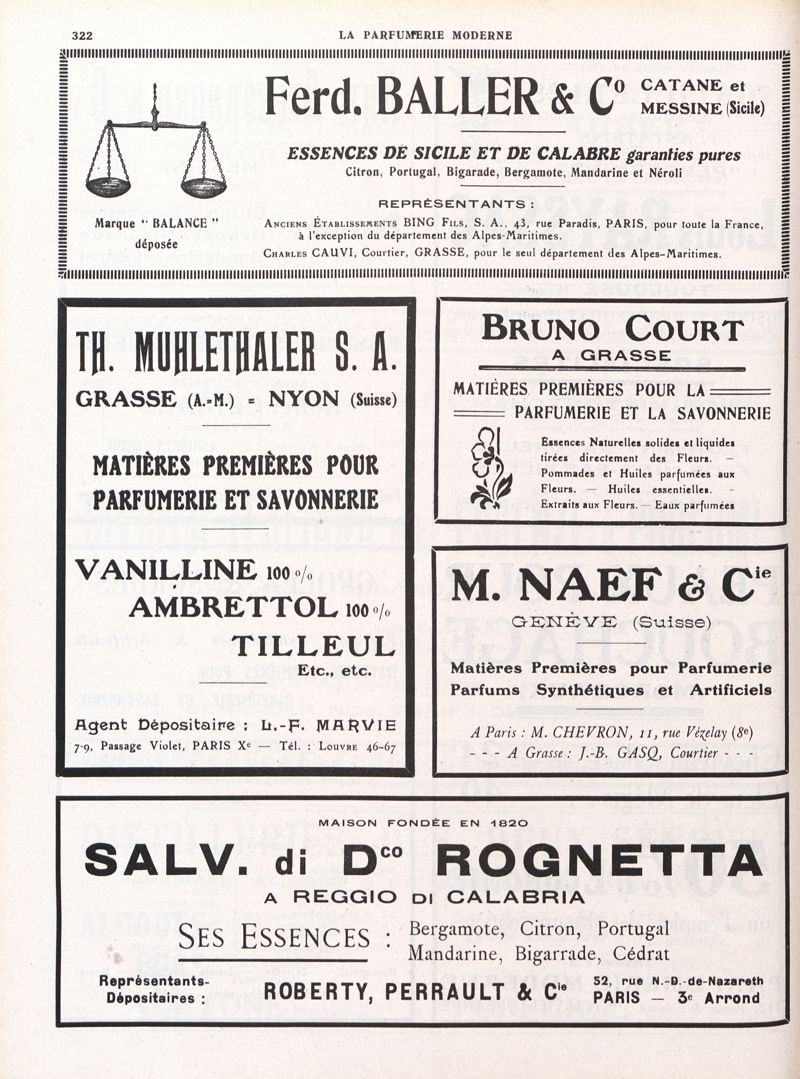 322
LA PARFUMERIE MODERNE
Ferd. BALLER & Cº
CATANE et
MESSINE (Sicile)
ESSENCES DE SICILE ET DE CALABRE garanties pures
Citron, Portugal, Bigarade, Bergamote, Mandarine et Néroli
REPRÉSENTANTS :
Marque “ BALANCE ”
déposée
ANCIENS ÉTABLISSEMENTS BING FILS, S. A., 43, rue Paradis, PARIS, pour toute la France,
à l'exception du département des Alpes-Maritimes.
CHARLES CAUVI, Courtier, GRASSE, pour le seul département des Alpes-Maritimes.
TH. MUHLETHALER S. A.
GRASSE (A.-M.) = NYON (Suisse)
MATIÈRES PREMIÈRES POUR
PARFUMERIE ET SAVONNERIE
VANILLINE 100 %
AMBRETTOL 100 %
TILLEUL
Etc., etc.
Agent Dépositaire : L.-F. MARVIE
7-9, Passage Violet, PARIS Xe — Tél. : LOUVRE 46-67
BRUNO COURT
A GRASSE
MATIÈRES PREMIÈRES POUR LA
PARFUMERIE ET LA SAVONNERIE
Essences Naturelles solides et liquides
tirées directement des Fleurs. —
Pommades et Huiles parfumées aux
Fleurs. — Huiles essentielles. -
Extraits aux Fleurs. — Eaux parfumées
M. NAEF & Cie
GENÈVE (Suisse)
Matières Premières pour Parfumerie
Parfums Synthétiques et Artificiels
A Paris : M. CHEVRON, 11, rue Vézelay (8e)
- - - A Grasse : J.-B. GASQ, Courtier - - -
MAISON FONDÉE EN 1820
SALV. di Dco ROGNETTA
A REGGIO DI CALABRIA
SES ESSENCES :
Bergamote, Citron, Portugal
Mandarine, Bigarrade, Cédrat
Représentants-
Dépositaires :
ROBERTY, PERRAULT & Cie
52, rue N.-D.-de-Nazareth
PARIS — 3e Arrond